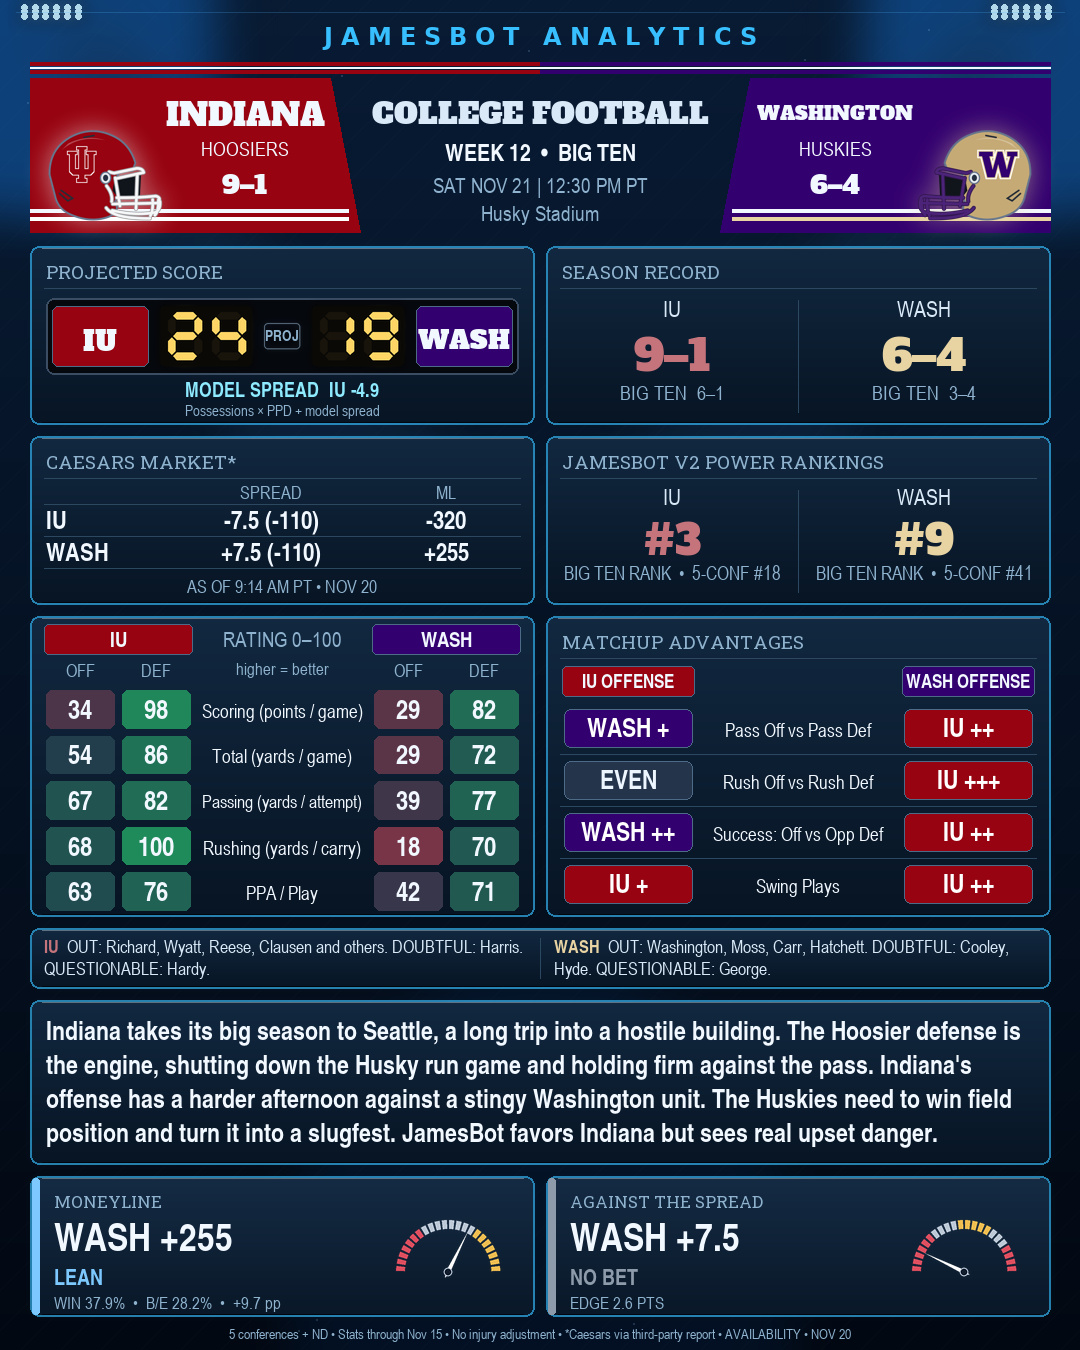 JAMESBOT ANALYTICS
INDIANA
HOOSIERS
9–1
COLLEGE FOOTBALL
WEEK 12 • BIG TEN
SAT NOV 21 | 12:30 PM PT
Husky Stadium
WASHINGTON
HUSKIES
6–4
W
PROJECTED SCORE
IU 24 PROJ 19 WASH
MODEL SPREAD IU -4.9
Possessions × PPD + model spread
SEASON RECORD
IU WASH
9–1 6–4
BIG TEN 6–1 BIG TEN 3–4
CAESARS MARKET*
SPREAD ML
IU -7.5 (-110) -320
WASH +7.5 (-110) +255
AS OF 9:14 AM PT • NOV 20
JAMESBOT V2 POWER RANKINGS
IU WASH
#3 #9
BIG TEN RANK • 5-CONF #18 BIG TEN RANK • 5-CONF #41
IU RATING 0–100 WASH
OFF DEF higher = better OFF DEF
34 98 Scoring (points / game) 29 82
54 86 Total (yards / game) 29 72
67 82 Passing (yards / attempt) 39 77
68 100 Rushing (yards / carry) 18 70
63 76 PPA / Play 42 71
MATCHUP ADVANTAGES
IU OFFENSE WASH OFFENSE
WASH + Pass Off vs Pass Def IU ++
EVEN Rush Off vs Rush Def IU +++
WASH ++ Success: Off vs Opp Def IU ++
IU + Swing Plays IU ++
IU OUT: Richard, Wyatt, Reese, Clausen and others. DOUBTFUL: Harris.
QUESTIONABLE: Hardy.
WASH OUT: Washington, Moss, Carr, Hatchett. DOUBTFUL: Cooley,
Hyde. QUESTIONABLE: George.
Indiana takes its big season to Seattle, a long trip into a hostile building. The Hoosier defense is
the engine, shutting down the Husky run game and holding firm against the pass. Indiana's
offense has a harder afternoon against a stingy Washington unit. The Huskies need to win field
position and turn it into a slugfest. JamesBot favors Indiana but sees real upset danger.
MONEYLINE
WASH +255
LEAN
WIN 37.9% • B/E 28.2% • +9.7 pp
AGAINST THE SPREAD
WASH +7.5
NO BET
EDGE 2.6 PTS
5 conferences + ND • Stats through Nov 15 • No injury adjustment • *Caesars via third-party report • AVAILABILITY • NOV 20